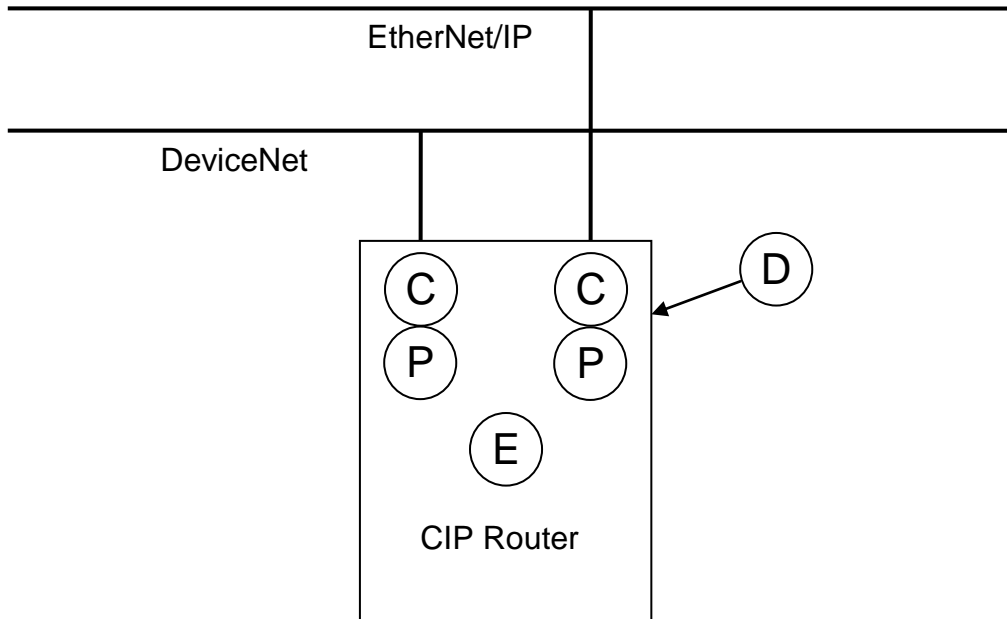 EtherNet/IP
DeviceNet
C C D
P P
E
CIP Router